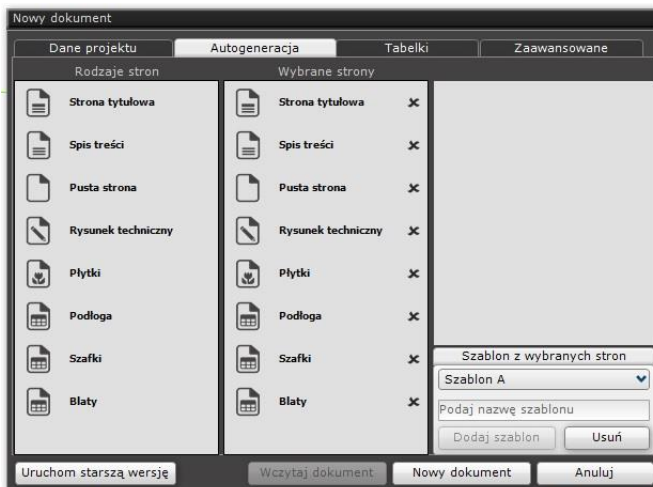 Nowy dokument
Dane projektu
Autogeneracja
Tabelki
Zaawansowane
Rodzaje stron
Strona tytułowa
Spis treści
Pusta strona
Rysunek techniczny
Płytki
Podłoga
Szafki
Blaty
Wybrane strony
Strona tytułowa
Spis treści
Pusta strona
Rysunek techniczny
Płytki
Podłoga
Szafki
Blaty
Szablon z wybranych stron
Szablon A
Podaj nazwę szablonu
Dodaj szablon
Usuń
Uruchom starszą wersję
Wczytaj dokument
Nowy dokument
Anuluj